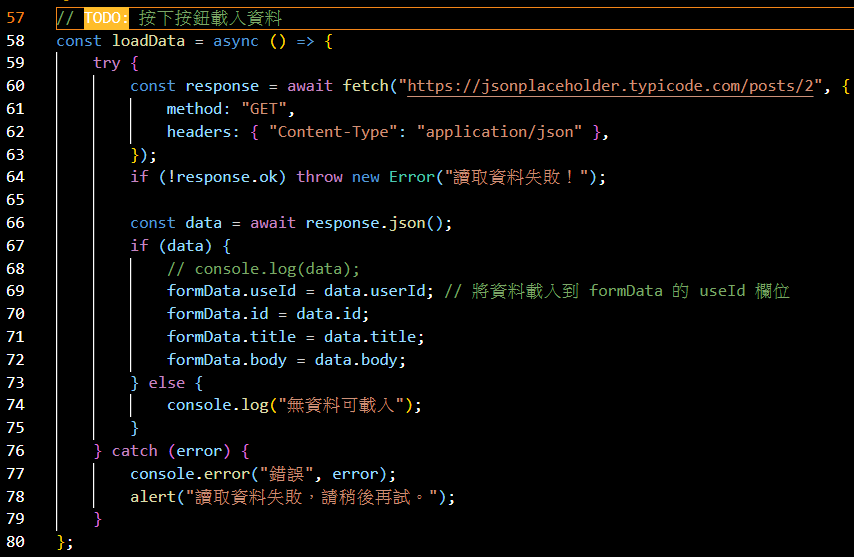 57 // TODO: 按下按鈕載入資料
58 const loadData = async () => {
59     try {
60         const response = await fetch("https://jsonplaceholder.typicode.com/posts/2", {
61             method: "GET",
62             headers: { "Content-Type": "application/json" },
63         });
64         if (!response.ok) throw new Error("讀取資料失敗！");
65
66         const data = await response.json();
67         if (data) {
68             // console.log(data);
69             formData.useId = data.userId; // 將資料載入到 formData 的 useId 欄位
70             formData.id = data.id;
71             formData.title = data.title;
72             formData.body = data.body;
73         } else {
74             console.log("無資料可載入");
75         }
76     } catch (error) {
77         console.error("錯誤", error);
78         alert("讀取資料失敗，請稍後再試。");
79     }
80 };